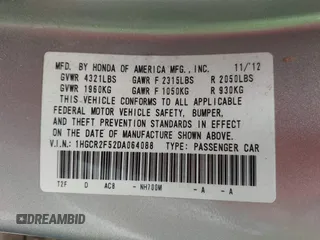 MFD. BY HONDA OF AMERICA MFG., INC. 11/12
GVWR 4321LBS GAWR F 2315LBS R 2050LBS
GVWR 1960KG GAWR F 1050KG R 930KG
THIS VEHICLE CONFORMS TO ALL APPLICABLE
FEDERAL MOTOR VEHICLE SAFETY, BUMPER,
AND THEFT PREVENTION STANDARDS IN EFFECT ON
THE DATE OF MANUFACTURE SHOWN ABOVE.
V.I.N.: 1HGCR2F52DA064088 TYPE: PASSENGER CAR
T2F D AC8 - NH700M - A - A
DREAMBID